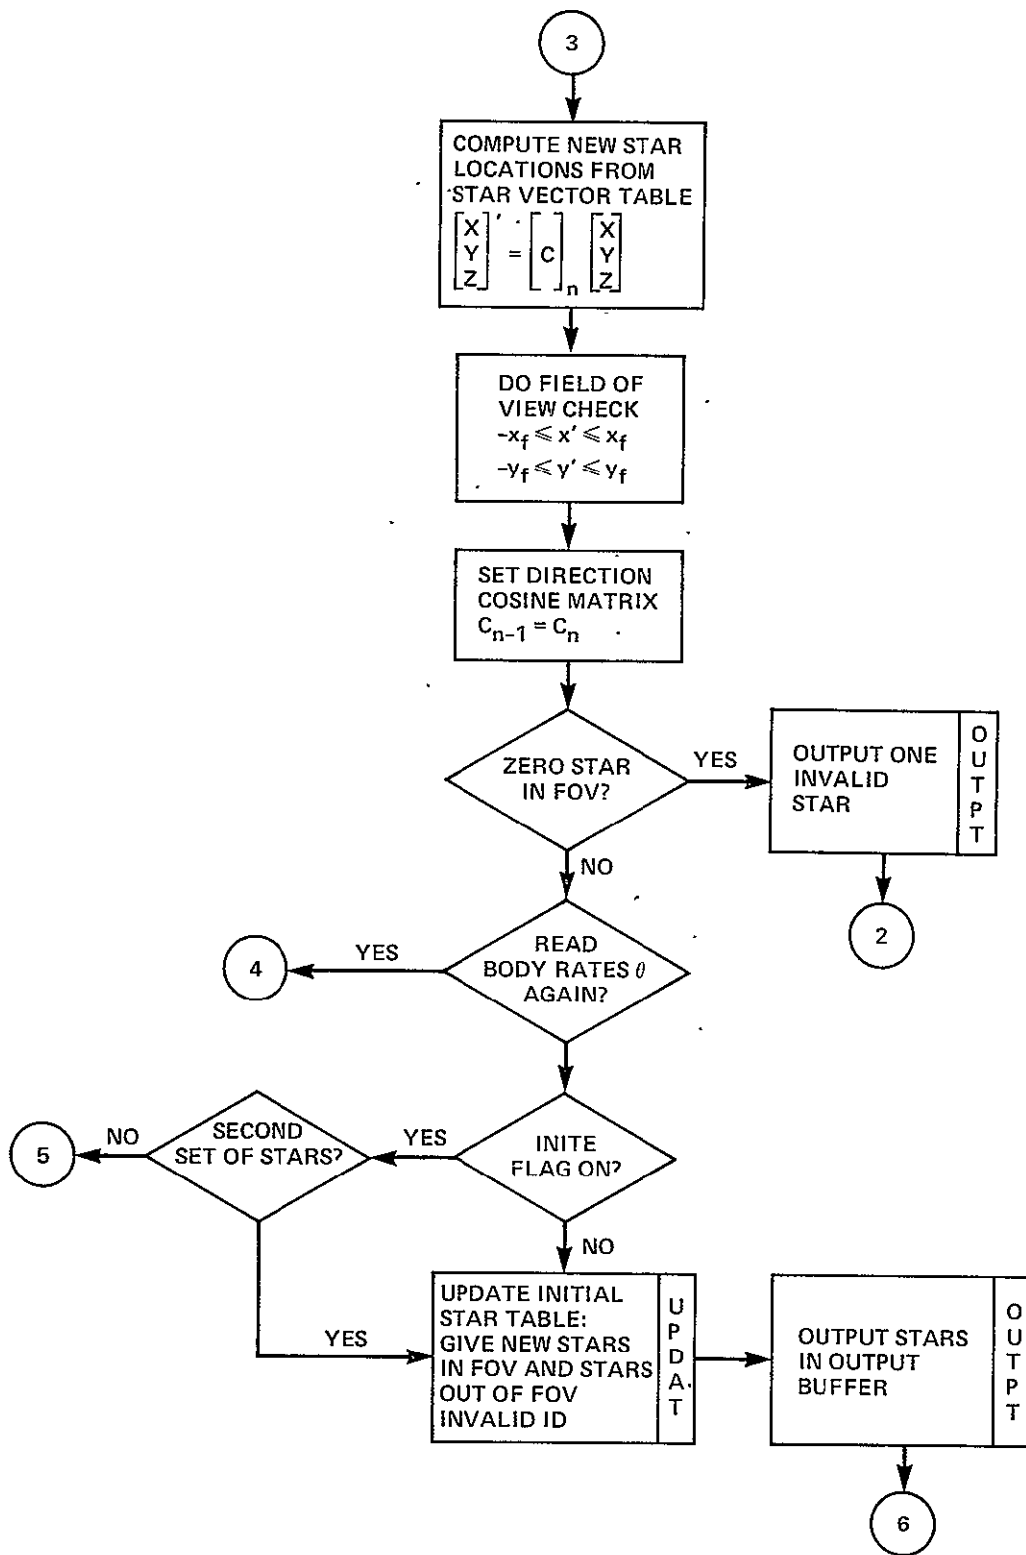 3
COMPUTE NEW STAR
LOCATIONS FROM
STAR VECTOR TABLE
[X Y Z]' = [C]n [X Y Z]
DO FIELD OF
VIEW CHECK
-xf ≤ x' ≤ xf
-yf ≤ y' ≤ yf
SET DIRECTION
COSINE MATRIX
Cn-1 = Cn
ZERO STAR
IN FOV?
YES
OUTPUT ONE
INVALID
STAR
OUTPT
NO
2
READ
BODY RATES θ
AGAIN?
YES
4
INITE
FLAG ON?
YES
SECOND
SET OF STARS?
NO
5
NO
YES
UPDATE INITIAL
STAR TABLE:
GIVE NEW STARS
IN FOV AND STARS
OUT OF FOV
INVALID ID
UPDAT
OUTPUT STARS
IN OUTPUT
BUFFER
OUTPT
6